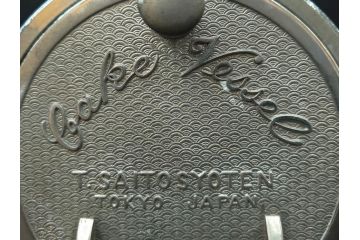 Cake Vessel
T. SAITO SYOTEN
TOKYO JAPAN.